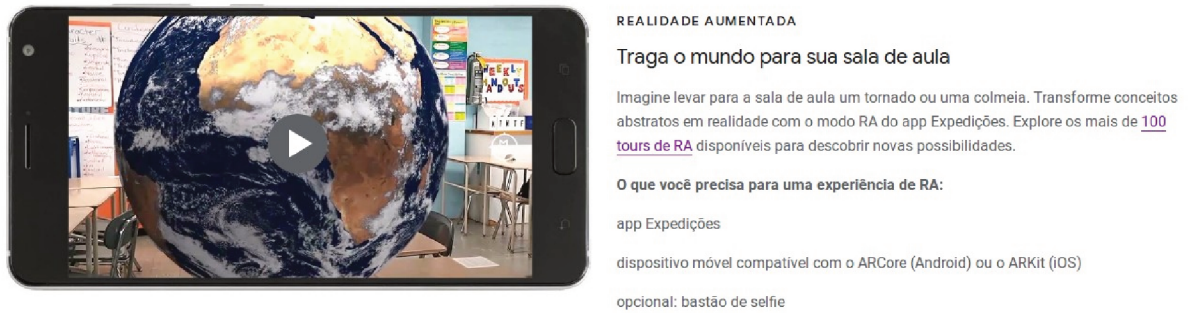 WEEKLY
HANDOUTS
REALIDADE AUMENTADA
Traga o mundo para sua sala de aula
Imagine levar para a sala de aula um tornado ou uma colmeia. Transforme conceitos
abstratos em realidade com o modo RA do app Expedições. Explore os mais de 100
tours de RA disponíveis para descobrir novas possibilidades.
O que você precisa para uma experiência de RA:
app Expedições
dispositivo móvel compatível com o ARCore (Android) ou o ARKit (iOS)
opcional: bastão de selfie